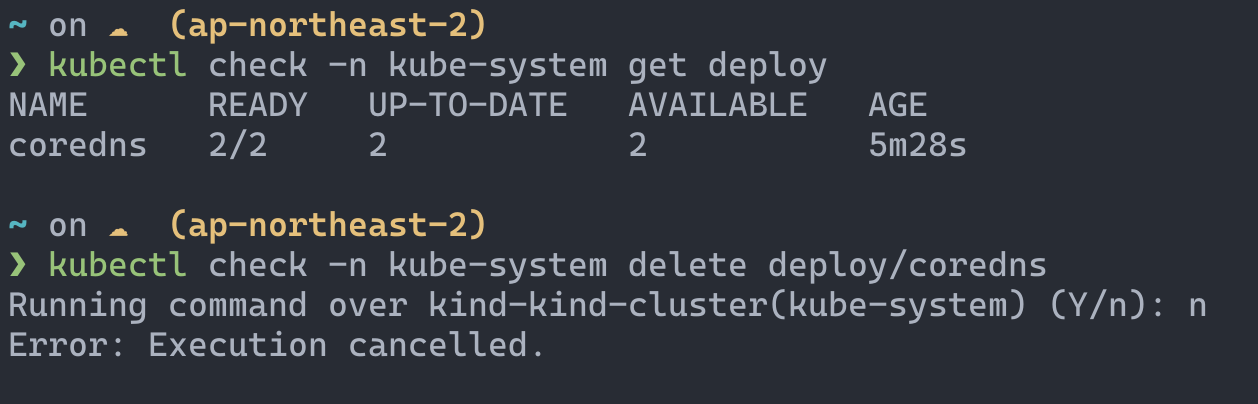 ~ on ☁ (ap-northeast-2)
❯ kubectl check -n kube-system get deploy
NAME      READY   UP-TO-DATE   AVAILABLE   AGE
coredns   2/2     2            2           5m28s
~ on ☁ (ap-northeast-2)
❯ kubectl check -n kube-system delete deploy/coredns
Running command over kind-kind-cluster(kube-system) (Y/n): n
Error: Execution cancelled.